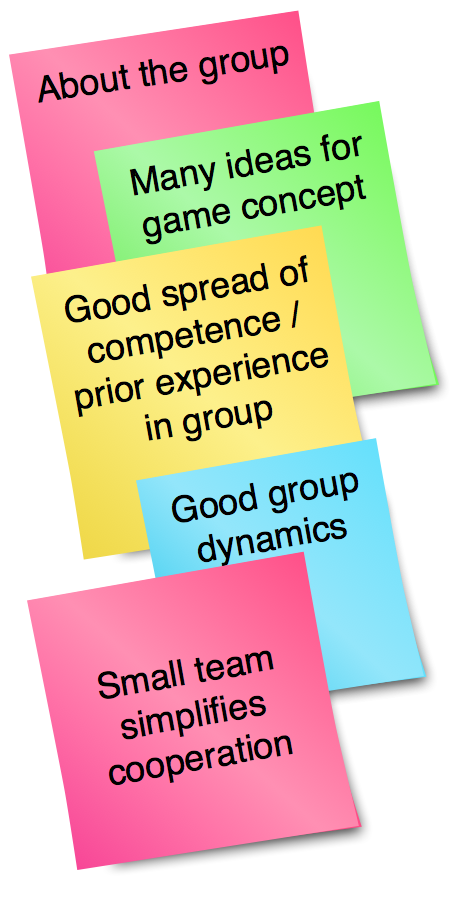 About the group
Many ideas for
game concept
Good spread of
competence /
prior experience
in group
Good group
dynamics
Small team
simplifies
cooperation